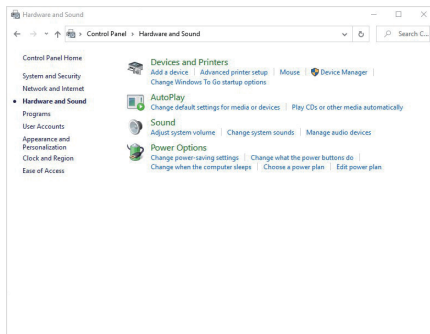 Hardware and Sound
Control Panel › Hardware and Sound
Search C...
Control Panel Home
System and Security
Network and Internet
Hardware and Sound
Programs
User Accounts
Appearance and
Personalization
Clock and Region
Ease of Access
Devices and Printers
Add a device | Advanced printer setup | Mouse | Device Manager |
Change Windows To Go startup options
AutoPlay
Change default settings for media or devices | Play CDs or other media automatically
Sound
Adjust system volume | Change system sounds | Manage audio devices
Power Options
Change power-saving settings | Change what the power buttons do |
Change when the computer sleeps | Choose a power plan | Edit power plan